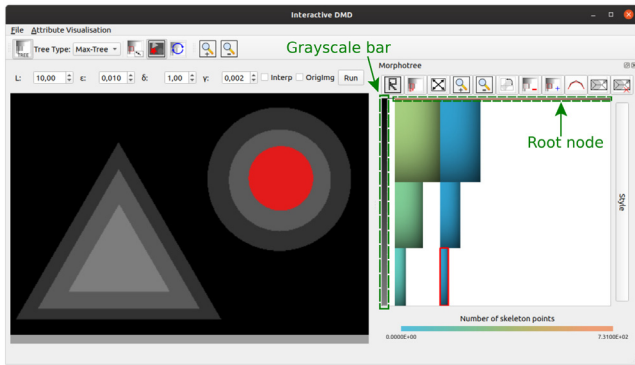 Interactive DMD
File Attribute Visualisation
TREE Tree Type: Max-Tree
Grayscale bar
Morphotree
L: 10,00 ε: 0,010 δ: 1,00 γ: 0,002 Interp OrigImg Run
Root node
Style
Number of skeleton points
0.0000E+00 7.3100E+02